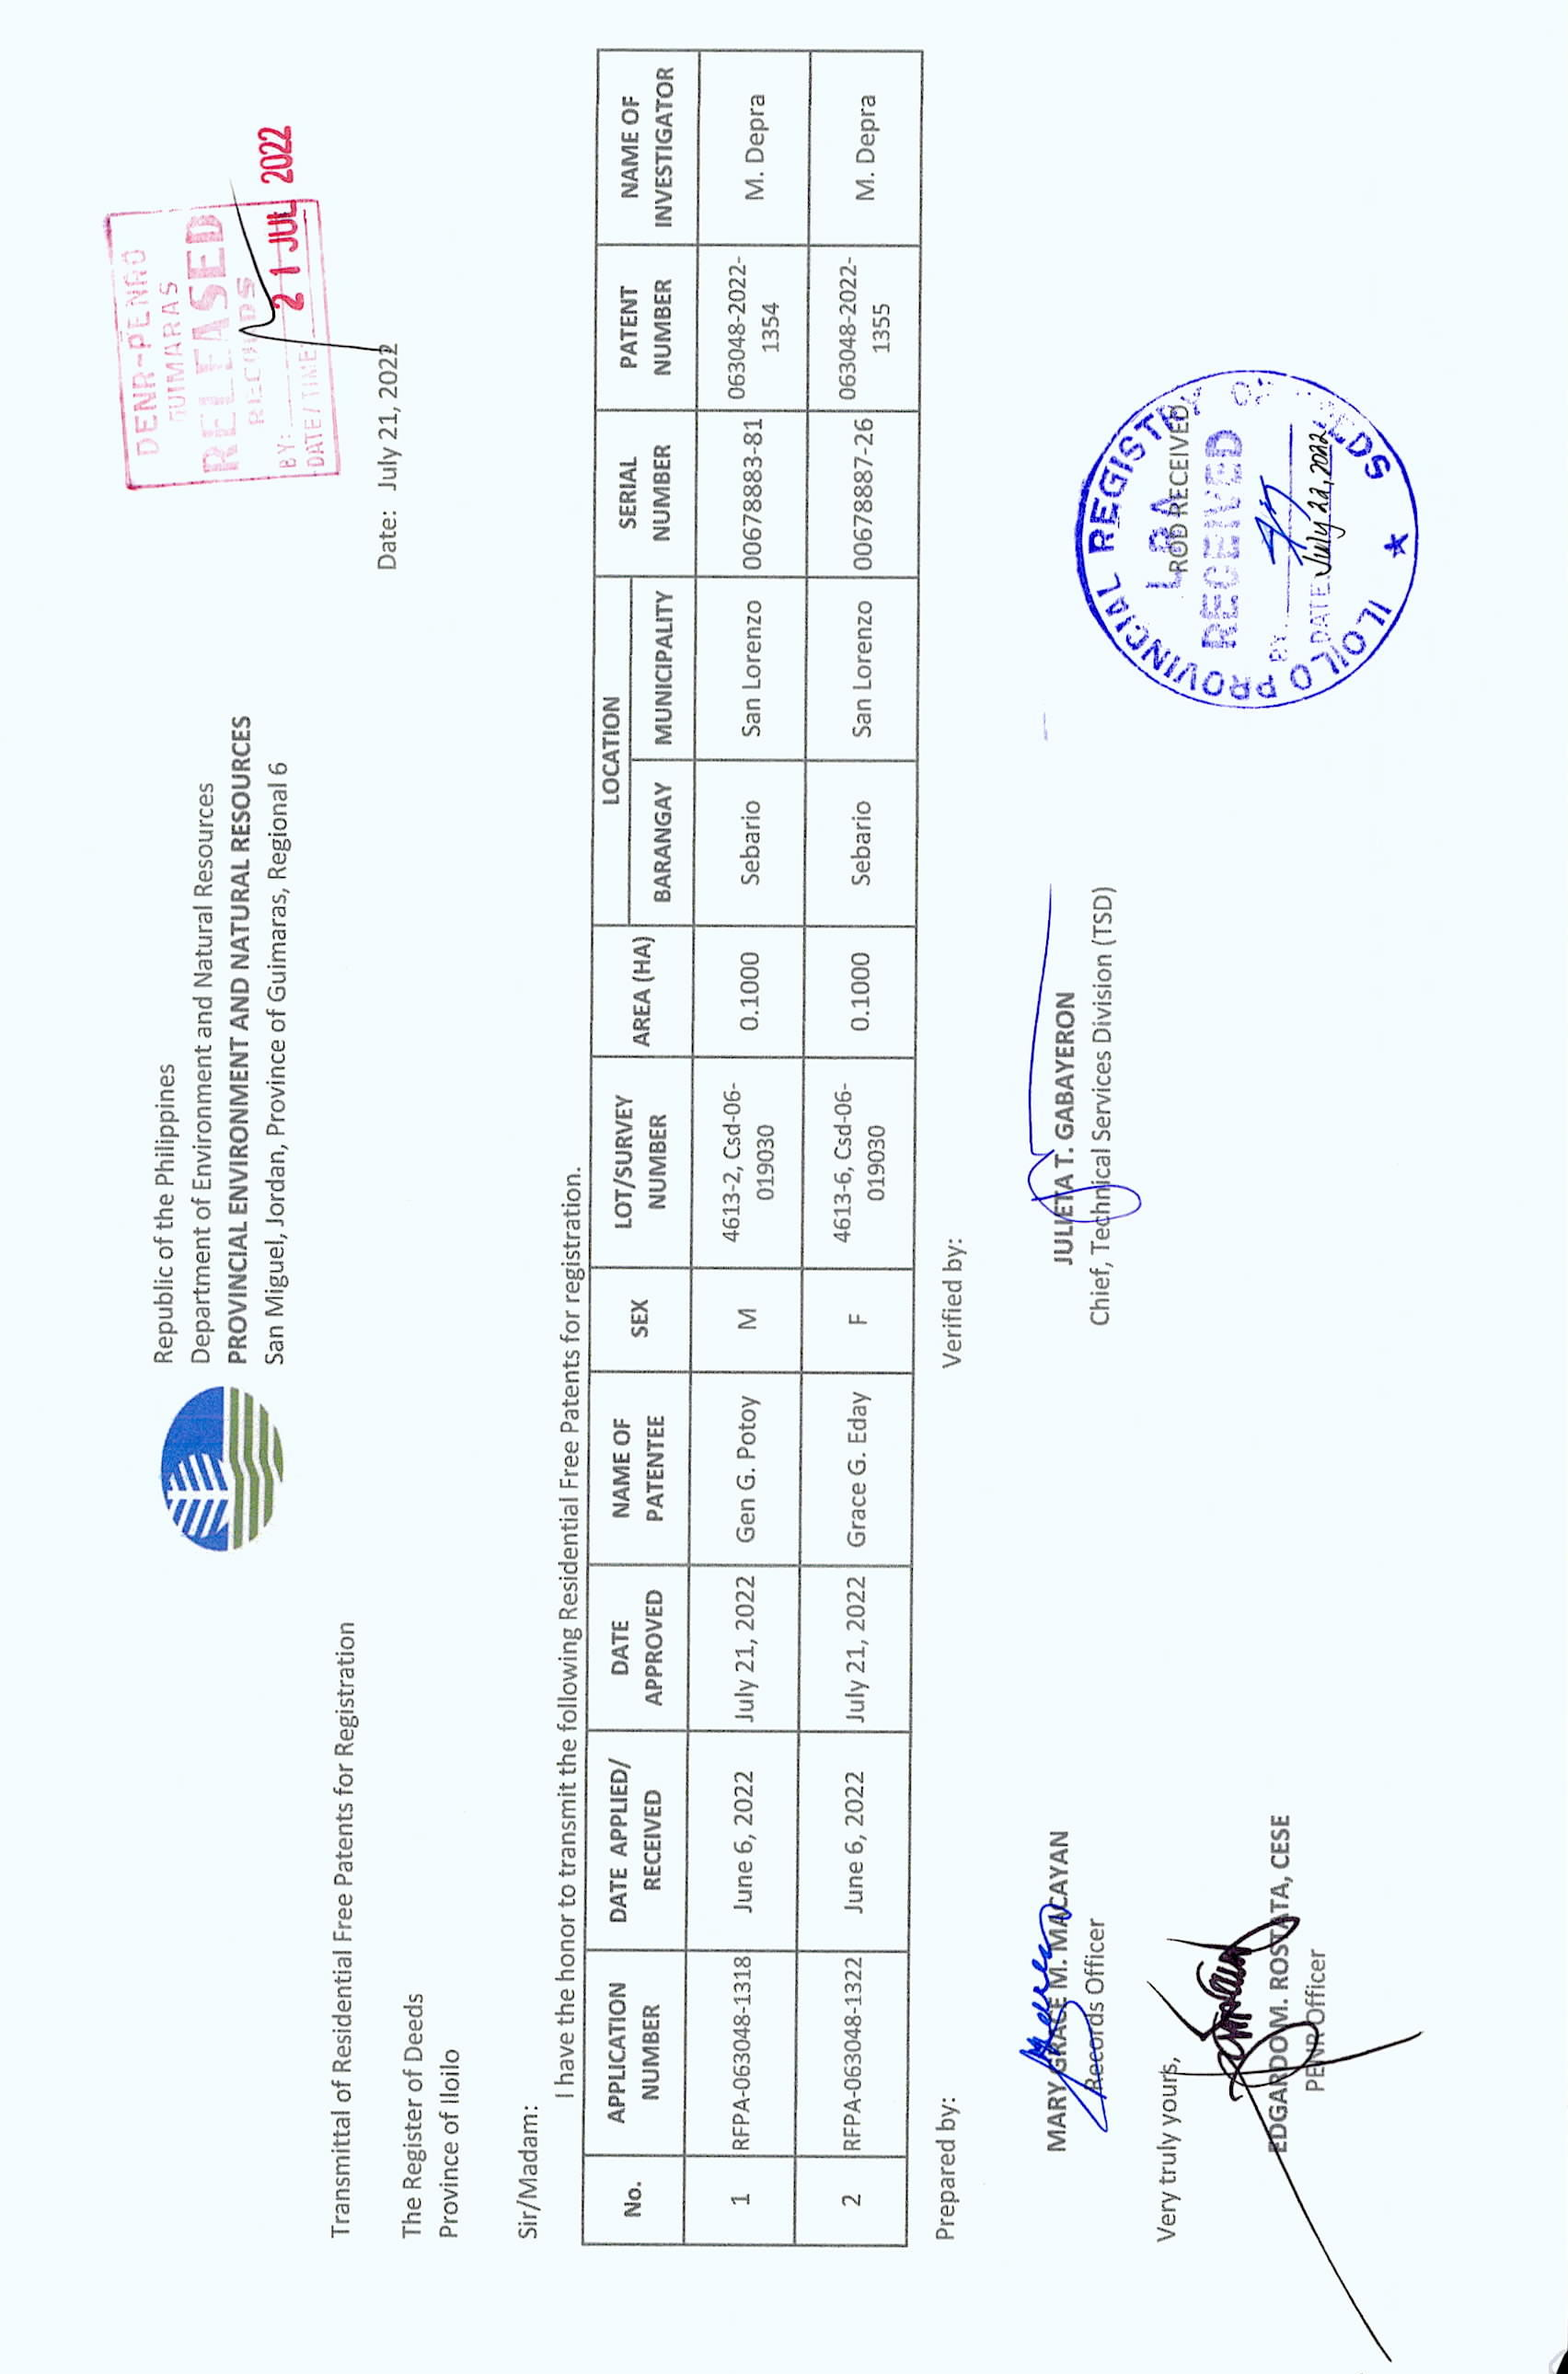 Republic of the Philippines
Department of Environment and Natural Resources
PROVINCIAL ENVIRONMENT AND NATURAL RESOURCES
San Miguel, Jordan, Province of Guimaras, Regional 6
DENR-PENRO
GUIMARAS
RELEASED
RECORDS
BY:
DATE/TIME 21 JUL 2022
Transmittal of Residential Free Patents for Registration
Date: July 21, 2022
The Register of Deeds
Province of Iloilo
Sir/Madam:
I have the honor to transmit the following Residential Free Patents for registration.
No. APPLICATION NUMBER DATE APPLIED/ RECEIVED DATE APPROVED NAME OF PATENTEE SEX LOT/SURVEY NUMBER AREA (HA) LOCATION BARANGAY MUNICIPALITY SERIAL NUMBER PATENT NUMBER NAME OF INVESTIGATOR
1 RFPA-063048-1318 June 6, 2022 July 21, 2022 Gen G. Potoy M 4613-2, Csd-06-019030 0.1000 Sebario San Lorenzo 00678883-81 063048-2022-1354 M. Depra
2 RFPA-063048-1322 June 6, 2022 July 21, 2022 Grace G. Eday F 4613-6, Csd-06-019030 0.1000 Sebario San Lorenzo 00678887-26 063048-2022-1355 M. Depra
Prepared by: Verified by:
MARY GRACE M. MACAYAN JULIETA T. GABAYERON
Records Officer Chief, Technical Services Division (TSD)
ILOILO PROVINCIAL REGISTRY OF DEEDS
LRA
ROD RECEIVED
RECEIVED
BY
DATE July 22, 2022
Very truly yours,
EDGARDO M. ROSTATA, CESE
PENR Officer